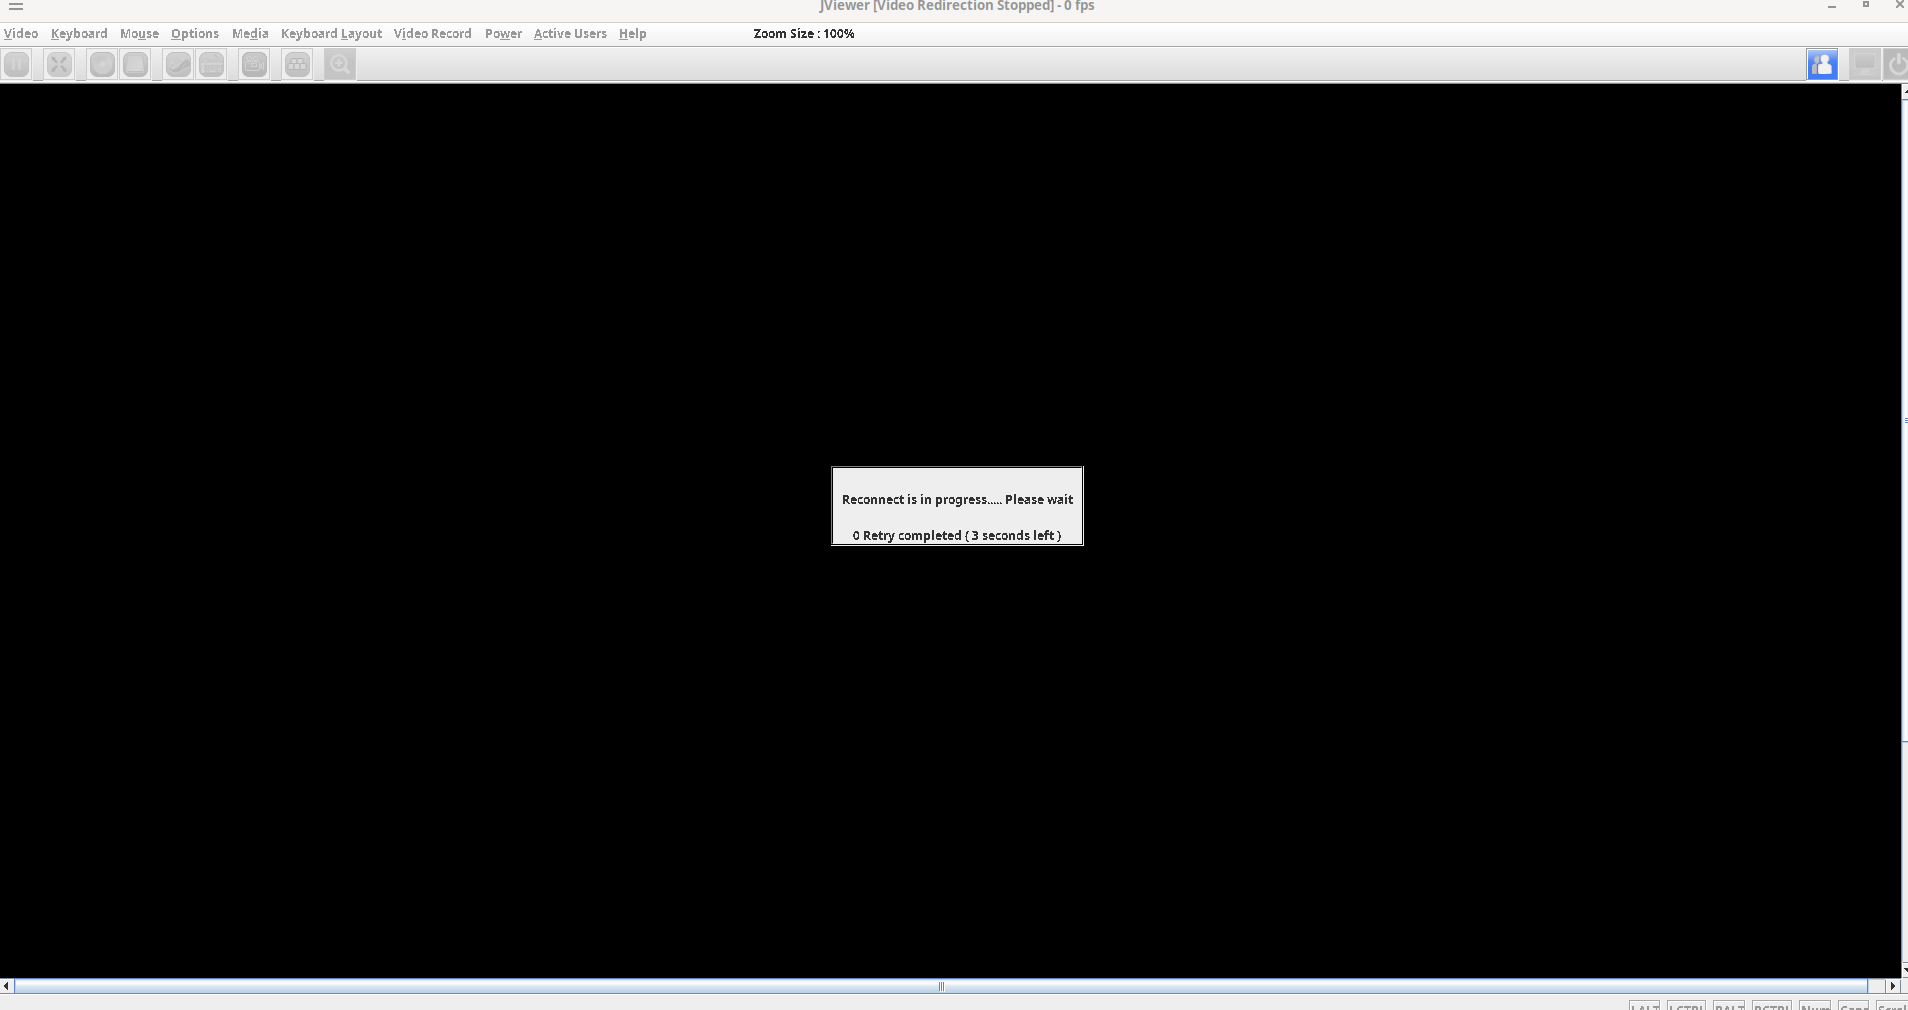 JViewer [Video Redirection Stopped] - 0 fps
Video Keyboard Mouse Options Media Keyboard Layout Video Record Power Active Users Help Zoom Size : 100%
Reconnect is in progress..... Please wait
0 Retry completed ( 3 seconds left )
LALT LCTRL RALT RCTRL Num Caps Scroll